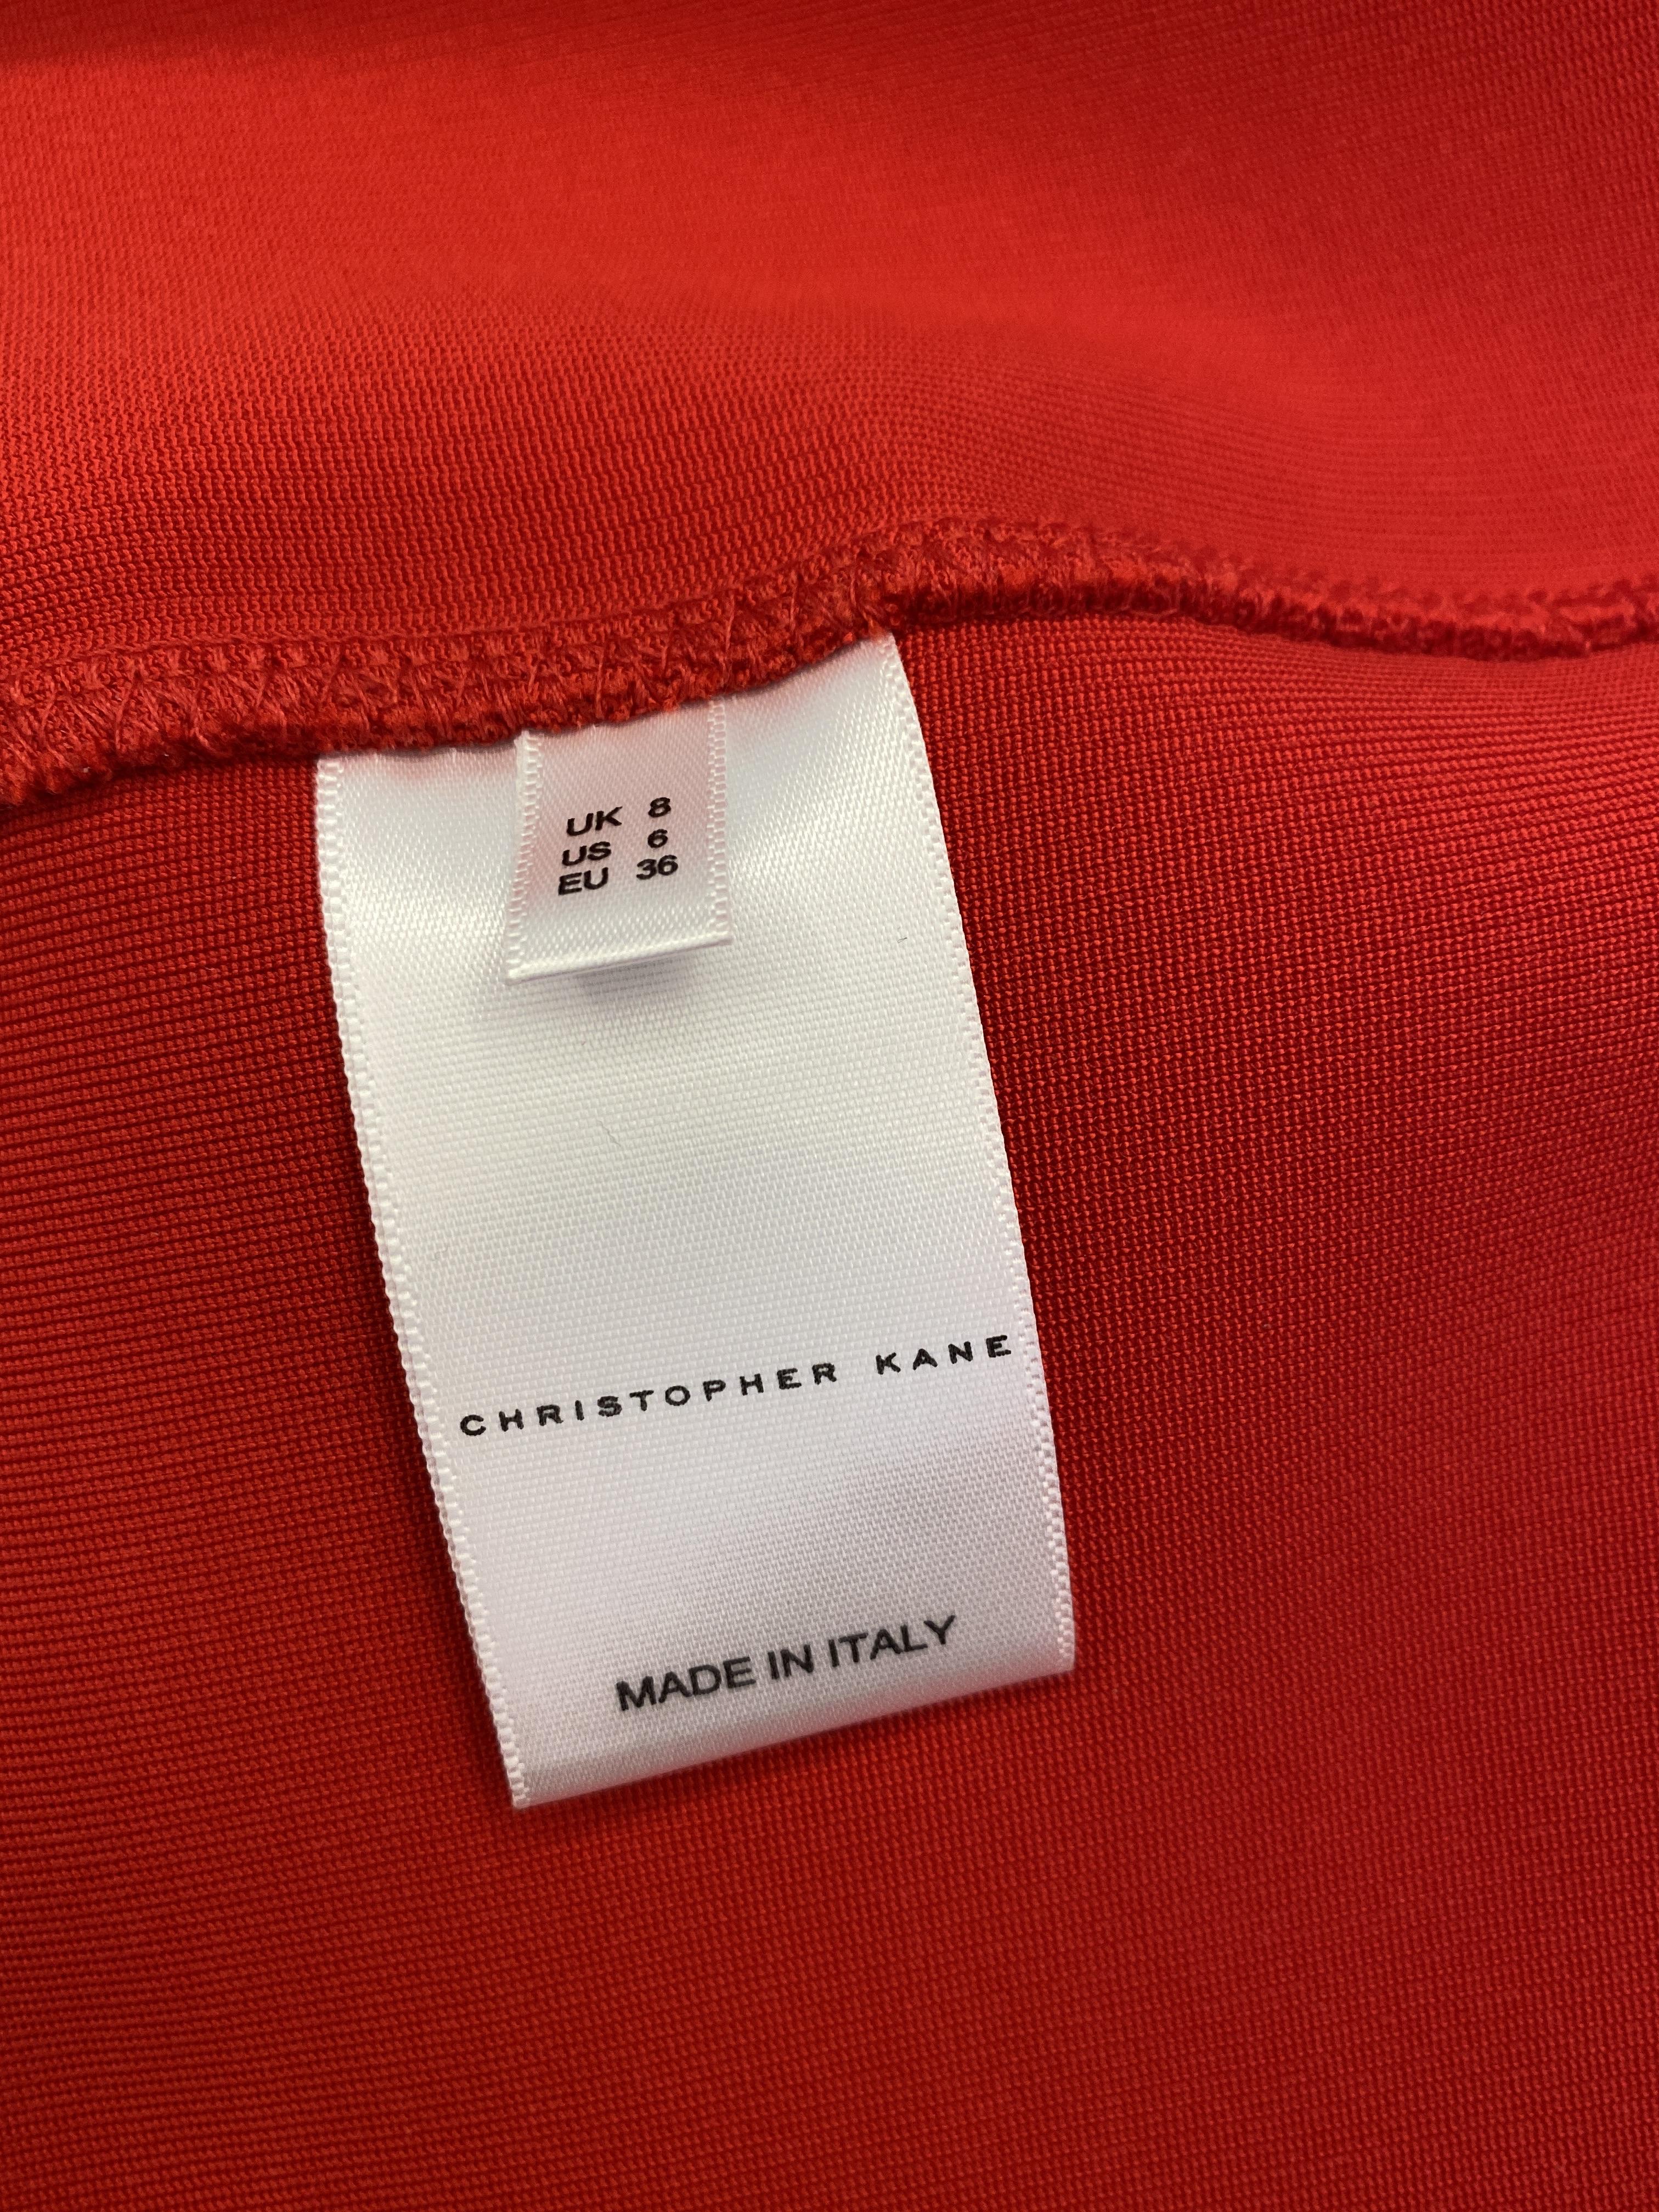 UK 8
US 6
EU 36
CHRISTOPHER KANE
MADE IN ITALY